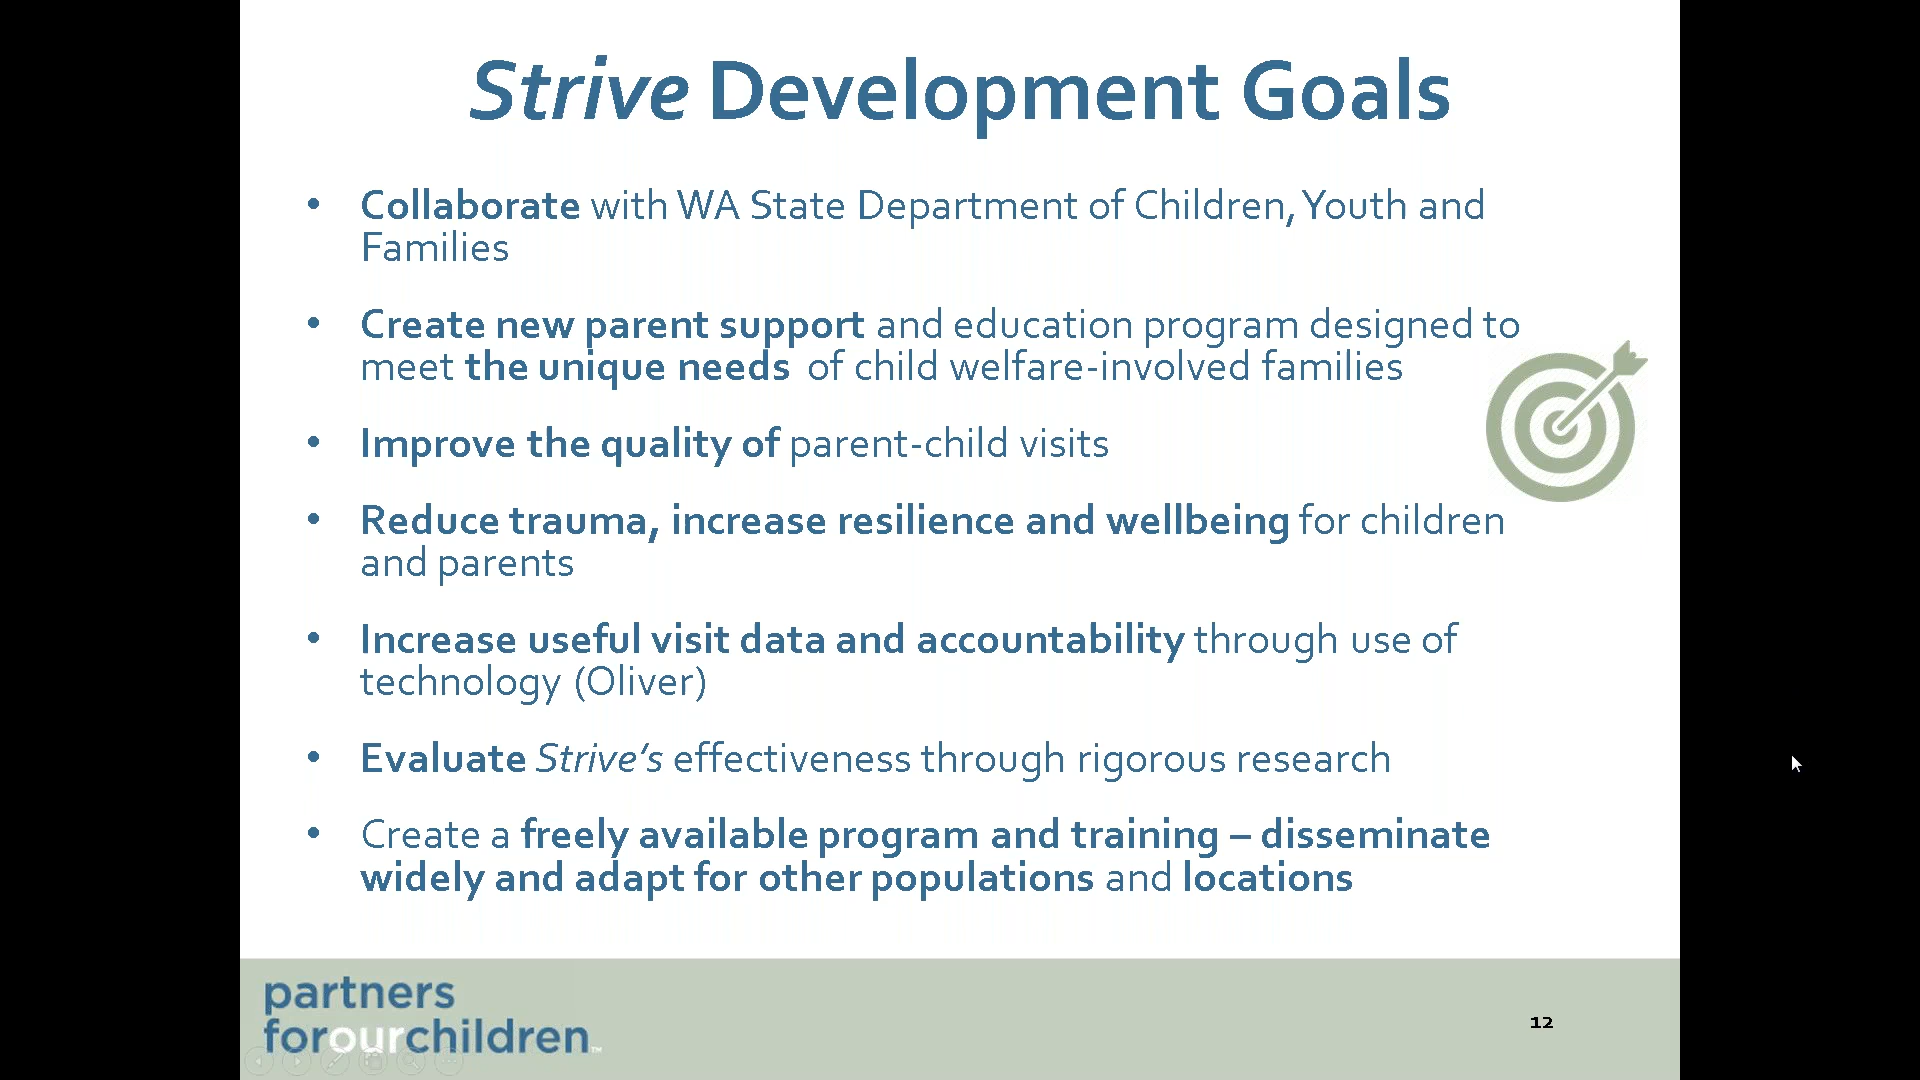 Strive Development Goals
• Collaborate with WA State Department of Children, Youth and
Families
• Create new parent support and education program designed to
meet the unique needs of child welfare-involved families
• Improve the quality of parent-child visits
• Reduce trauma, increase resilience and wellbeing for children
and parents
• Increase useful visit data and accountability through use of
technology (Oliver)
• Evaluate Strive’s effectiveness through rigorous research
• Create a freely available program and training – disseminate
widely and adapt for other populations and locations
partners
forourchildren™
12